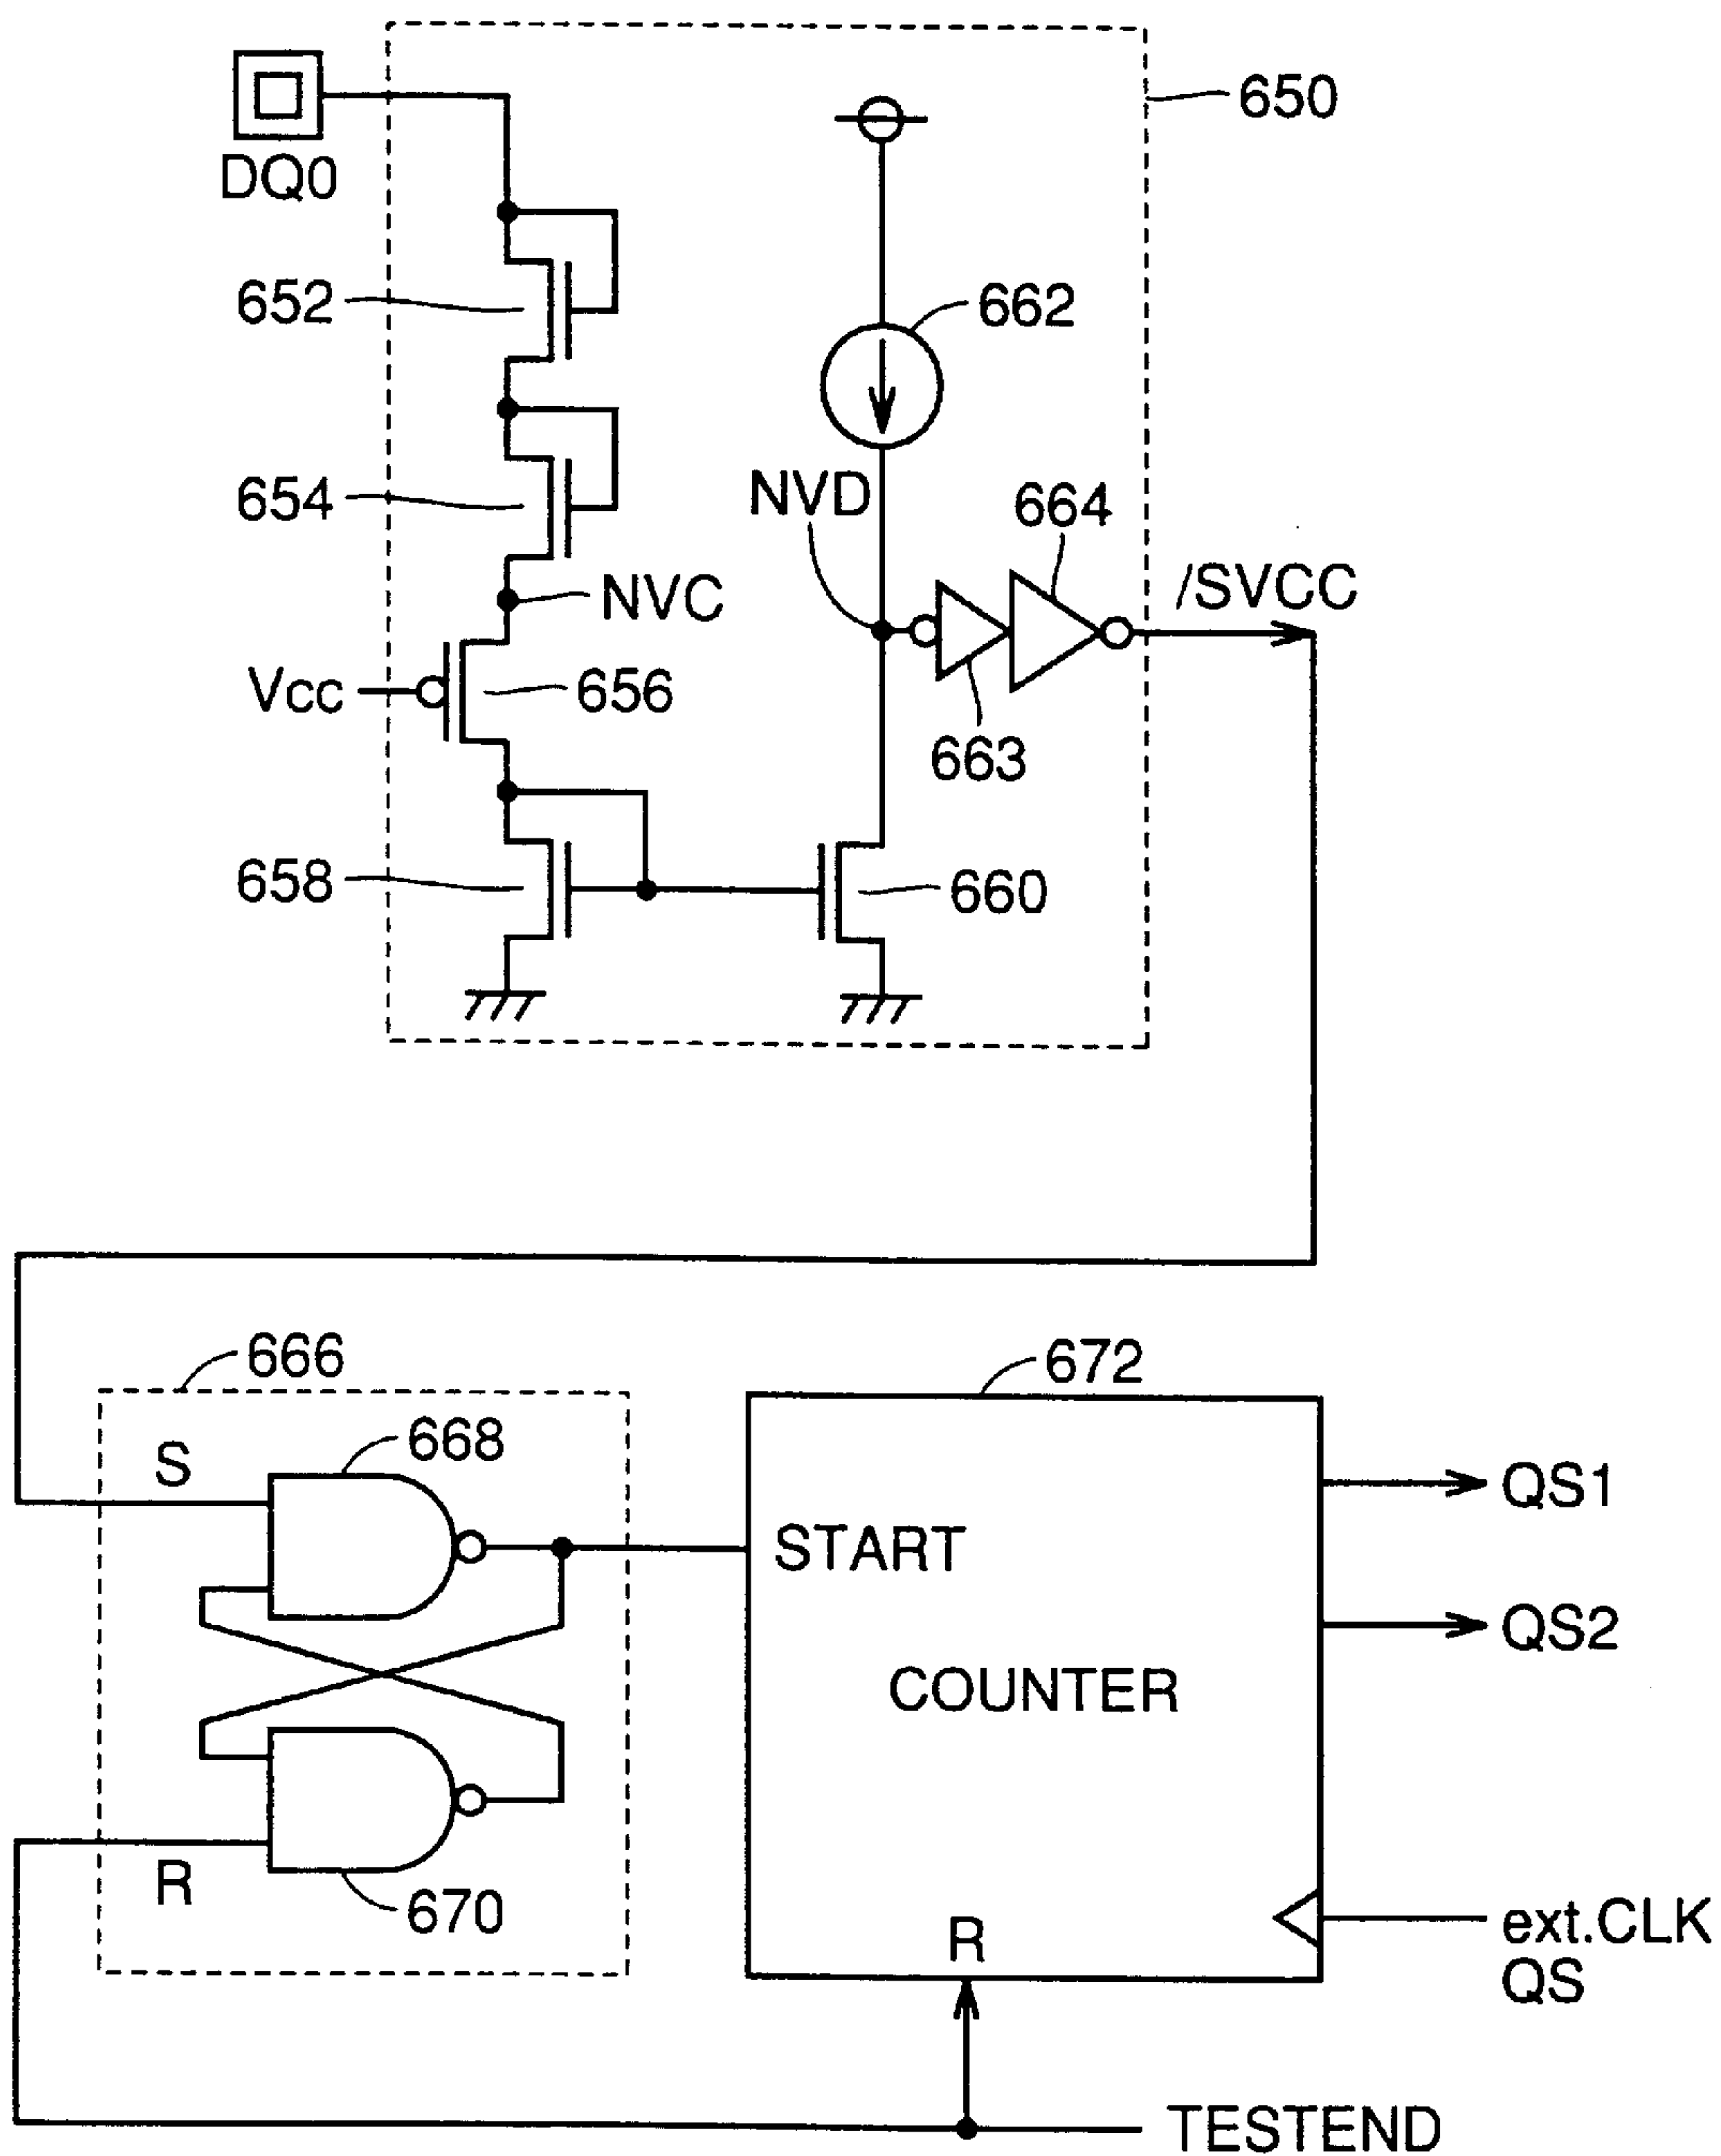 650
DQ0
652
662
654
NVD
664
/SVCC
NVC
VCC
656
663
658
660
666
672
668
S
QS1
START
QS2
COUNTER
R
670
R
ext.CLK
QS
TESTEND